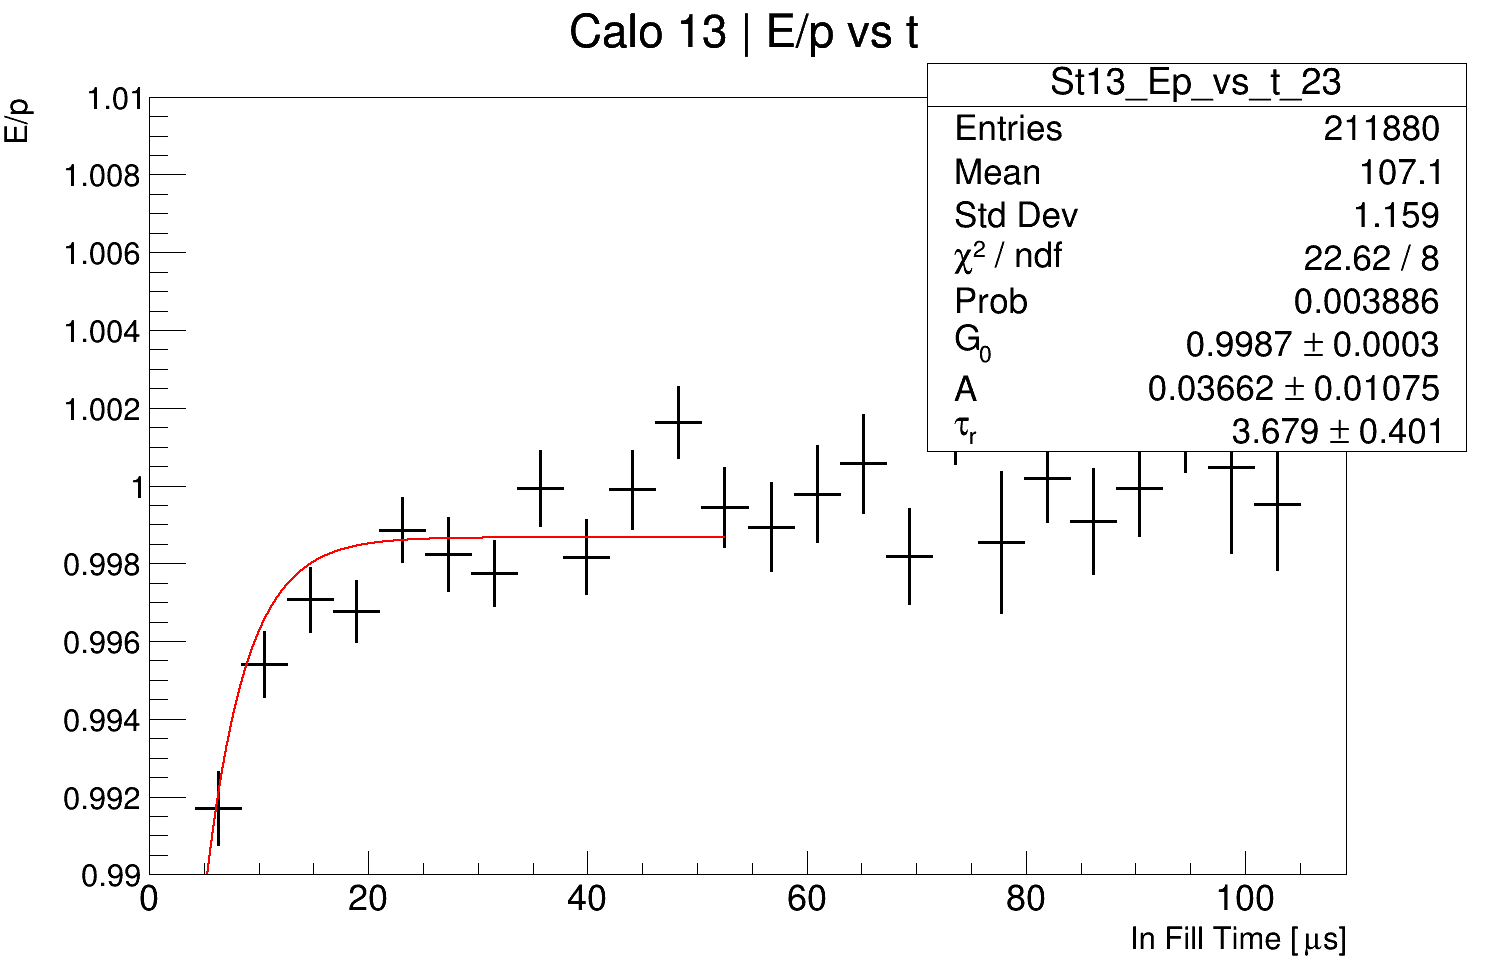 Calo 13 | E/p vs t
E/p
St13_Ep_vs_t_23
Entries 211880
Mean 107.1
Std Dev 1.159
χ² / ndf 22.62 / 8
Prob 0.003886
G₀ 0.9987 ± 0.0003
A 0.03662 ± 0.01075
τᵣ 3.679 ± 0.401
1.01
1.008
1.006
1.004
1.002
1
0.998
0.996
0.994
0.992
0.99
0 20 40 60 80 100
In Fill Time [μs]